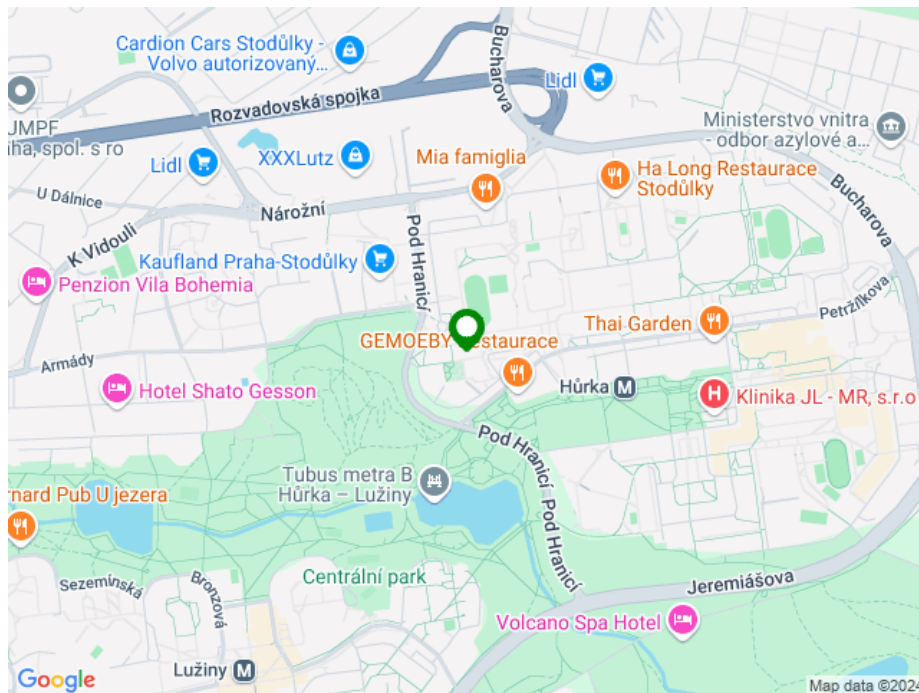 Cardion Cars Stodůlky -
Volvo autorizovaný...
Bucharova
Lidl
Rozvadovská spojka
JMPF
aha, spol. s ro
Ministerstvo vnitra
- odbor azylové a...
Lidl
XXXLutz
Mia famiglia
Ha Long Restaurace
Stodůlky
U Dálnice
Nárožní
Bucharova
K Vidouli
Pod Hranicí
Kaufland Praha-Stodůlky
Penzion Vila Bohemia
Petržílkova
Thai Garden
GEMOEBY
estaurace
Armády
Hotel Shato Gesson
Hůrka M
H
Klinika JL - MR, s.r.o
Pod Hranicí
Tubus metra B
Hůrka – Lužiny
rnard Pub U jezera
Pod Hranicí
Centrální park
Sezemínská
Bronzová
Jeremiášova
Volcano Spa Hotel
Lužiny M
Google
Map data ©2024